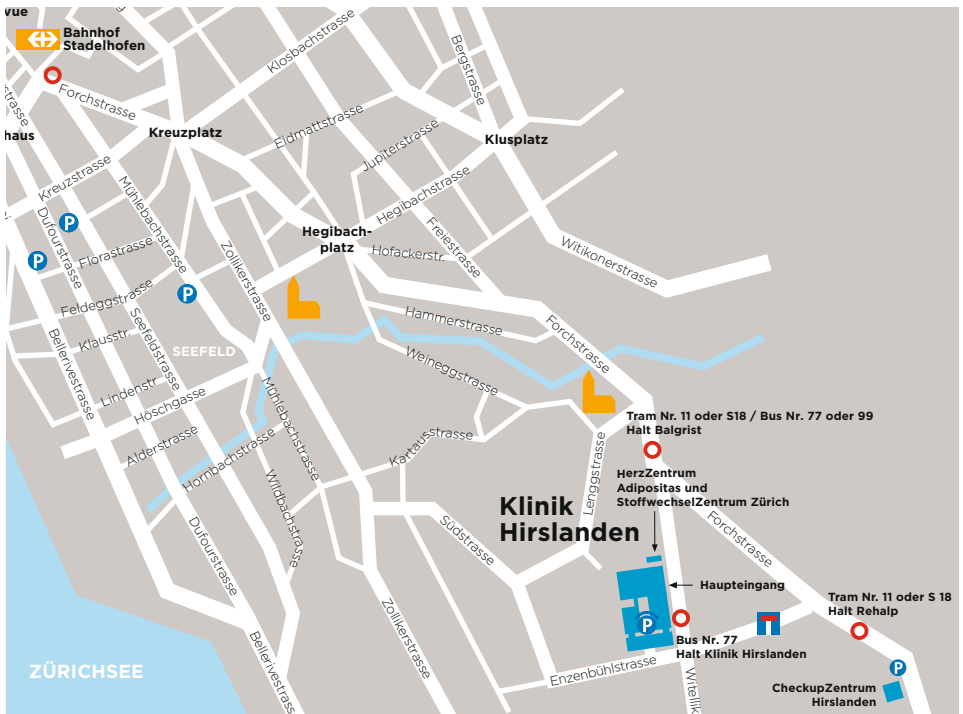 vue
Bahnhof
Stadelhofen
Klosbachstrasse
Bergstrasse
strasse
Forchstrasse
haus
Kreuzplatz
Eidmattstrasse
Jupiterstrasse
Klusplatz
Kreuzstrasse
Mühlebachstrasse
Hegibachstrasse
Dufourstrasse
P
P
Florastrasse
Zollikerstrasse
Hegibach-
platz
Hofackerstr.
Freiestrasse
Witikonerstrasse
P
Feldeggstrasse
Klausstr.
Seefeldstrasse
SEEFELD
Bellerivestrasse
Lindenstr
Höschgasse
Mühlebachstrasse
Hammerstrasse
Forchstrasse
Weineggstrasse
Alderstrasse
Hornbachstrasse
Wildbachstrasse
Kartausstrasse
Lenggstrasse
Tram Nr. 11 oder S18 / Bus Nr. 77 oder 99
Halt Balgrist
HerzZentrum
Adipositas und
StoffwechselZentrum Zürich
Klinik
Hirslanden
Südstrasse
Forchstrasse
Dufourstrasse
Haupteingang
P
Zollikerstrasse
Bellerivestrasse
Tram Nr. 11 oder S 18
Halt Rehalp
Bus Nr. 77
Halt Klinik Hirslanden
Enzenbühlstrasse
Witellik
P
CheckupZentrum
Hirslanden
ZÜRICHSEE